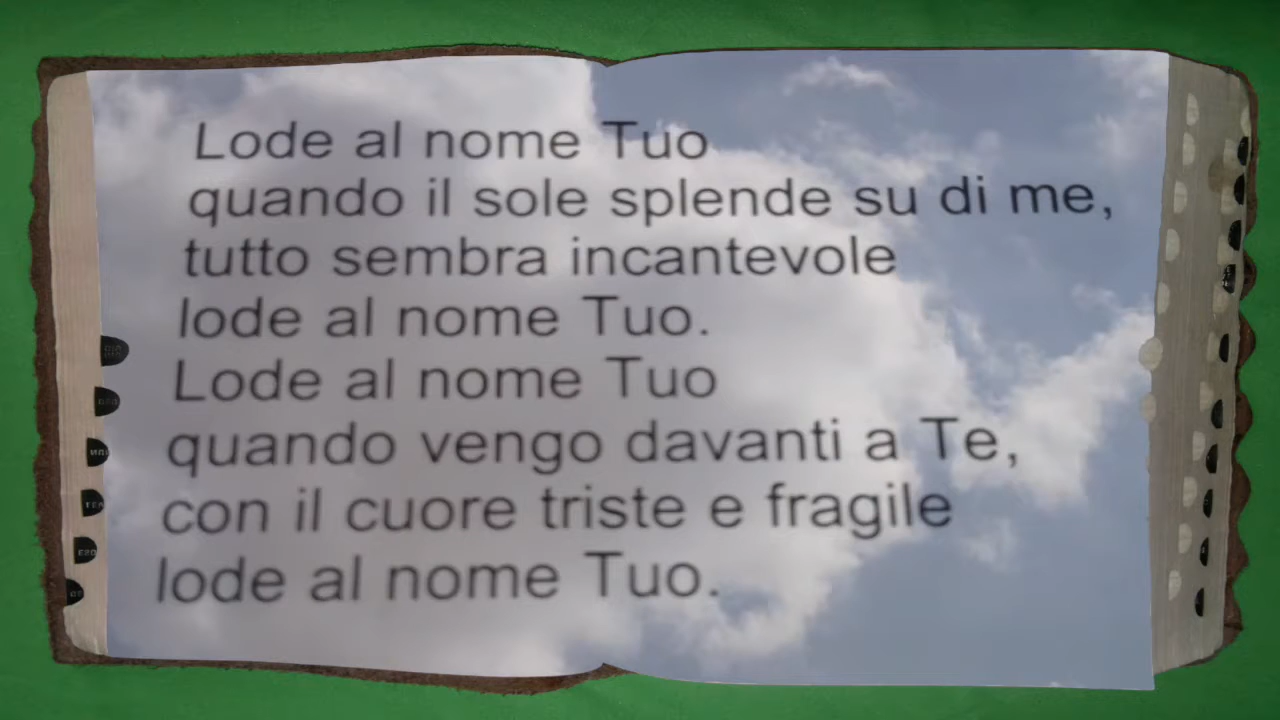 Lode al nome Tuo
quando il sole splende su di me,
tutto sembra incantevole
lode al nome Tuo.
Lode al nome Tuo
quando vengo davanti a Te,
con il cuore triste e fragile
lode al nome Tuo.